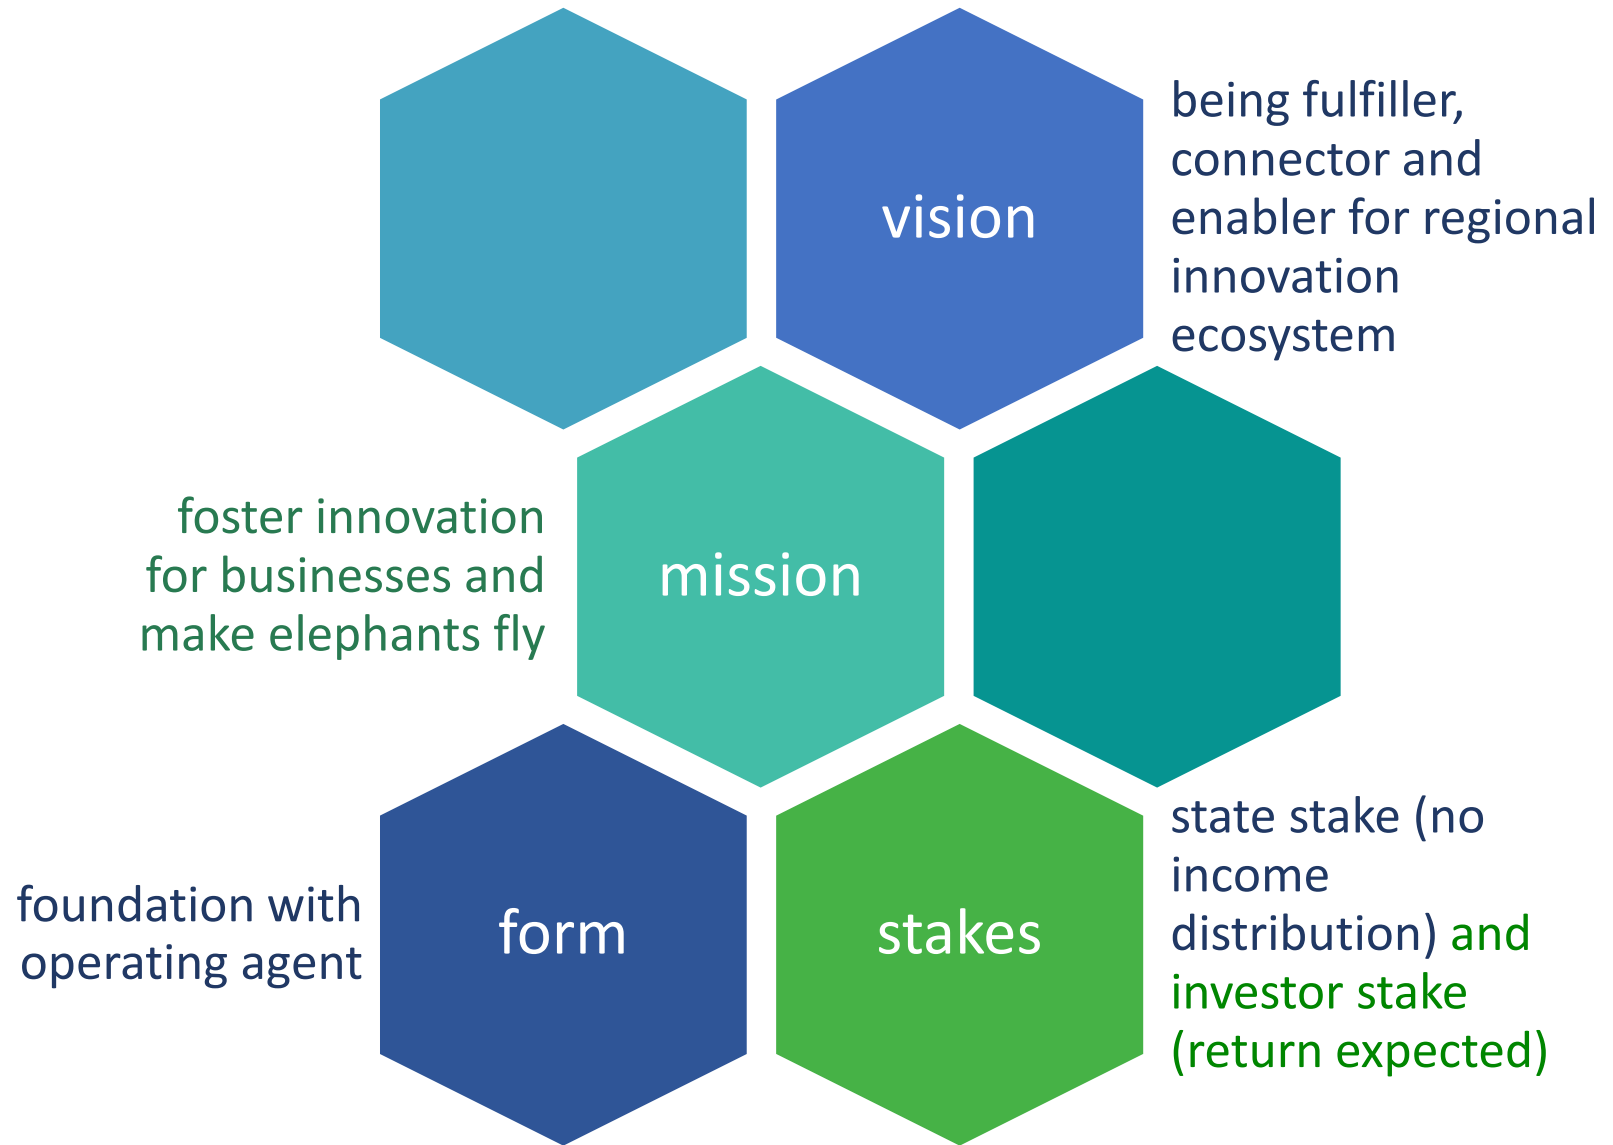 vision
being fulfiller,
connector and
enabler for regional
innovation
ecosystem
foster innovation
for businesses and
make elephants fly
mission
foundation with
operating agent
form
stakes
state stake (no
income
distribution) and
investor stake
(return expected)